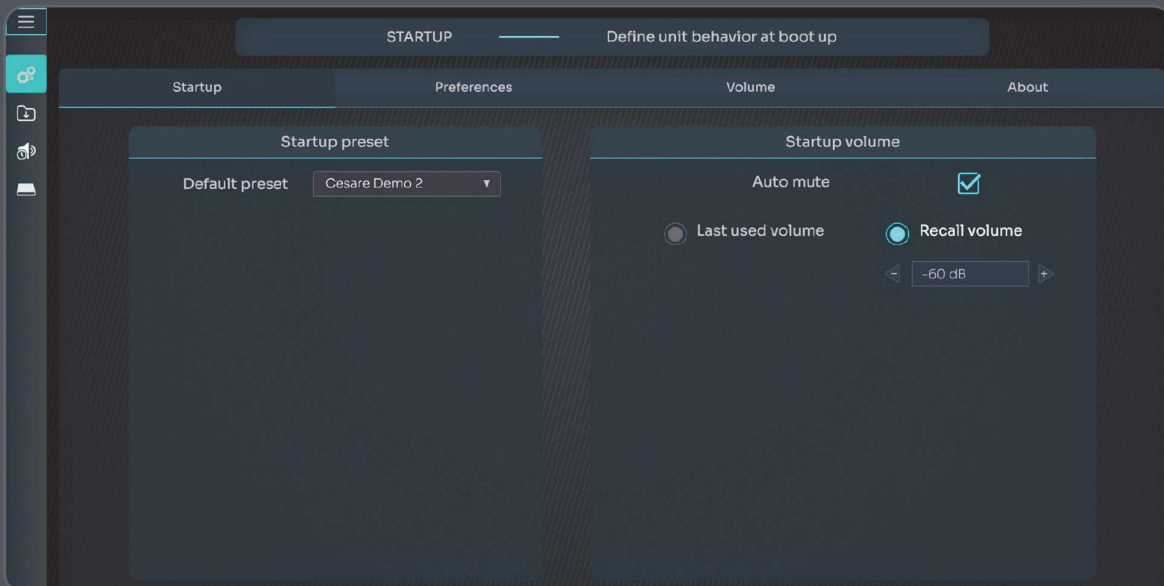 STARTUP Define unit behavior at boot up
Startup Preferences Volume About
Startup preset
Default preset Cesare Demo 2
Startup volume
Auto mute
Last used volume Recall volume
- -60 dB +